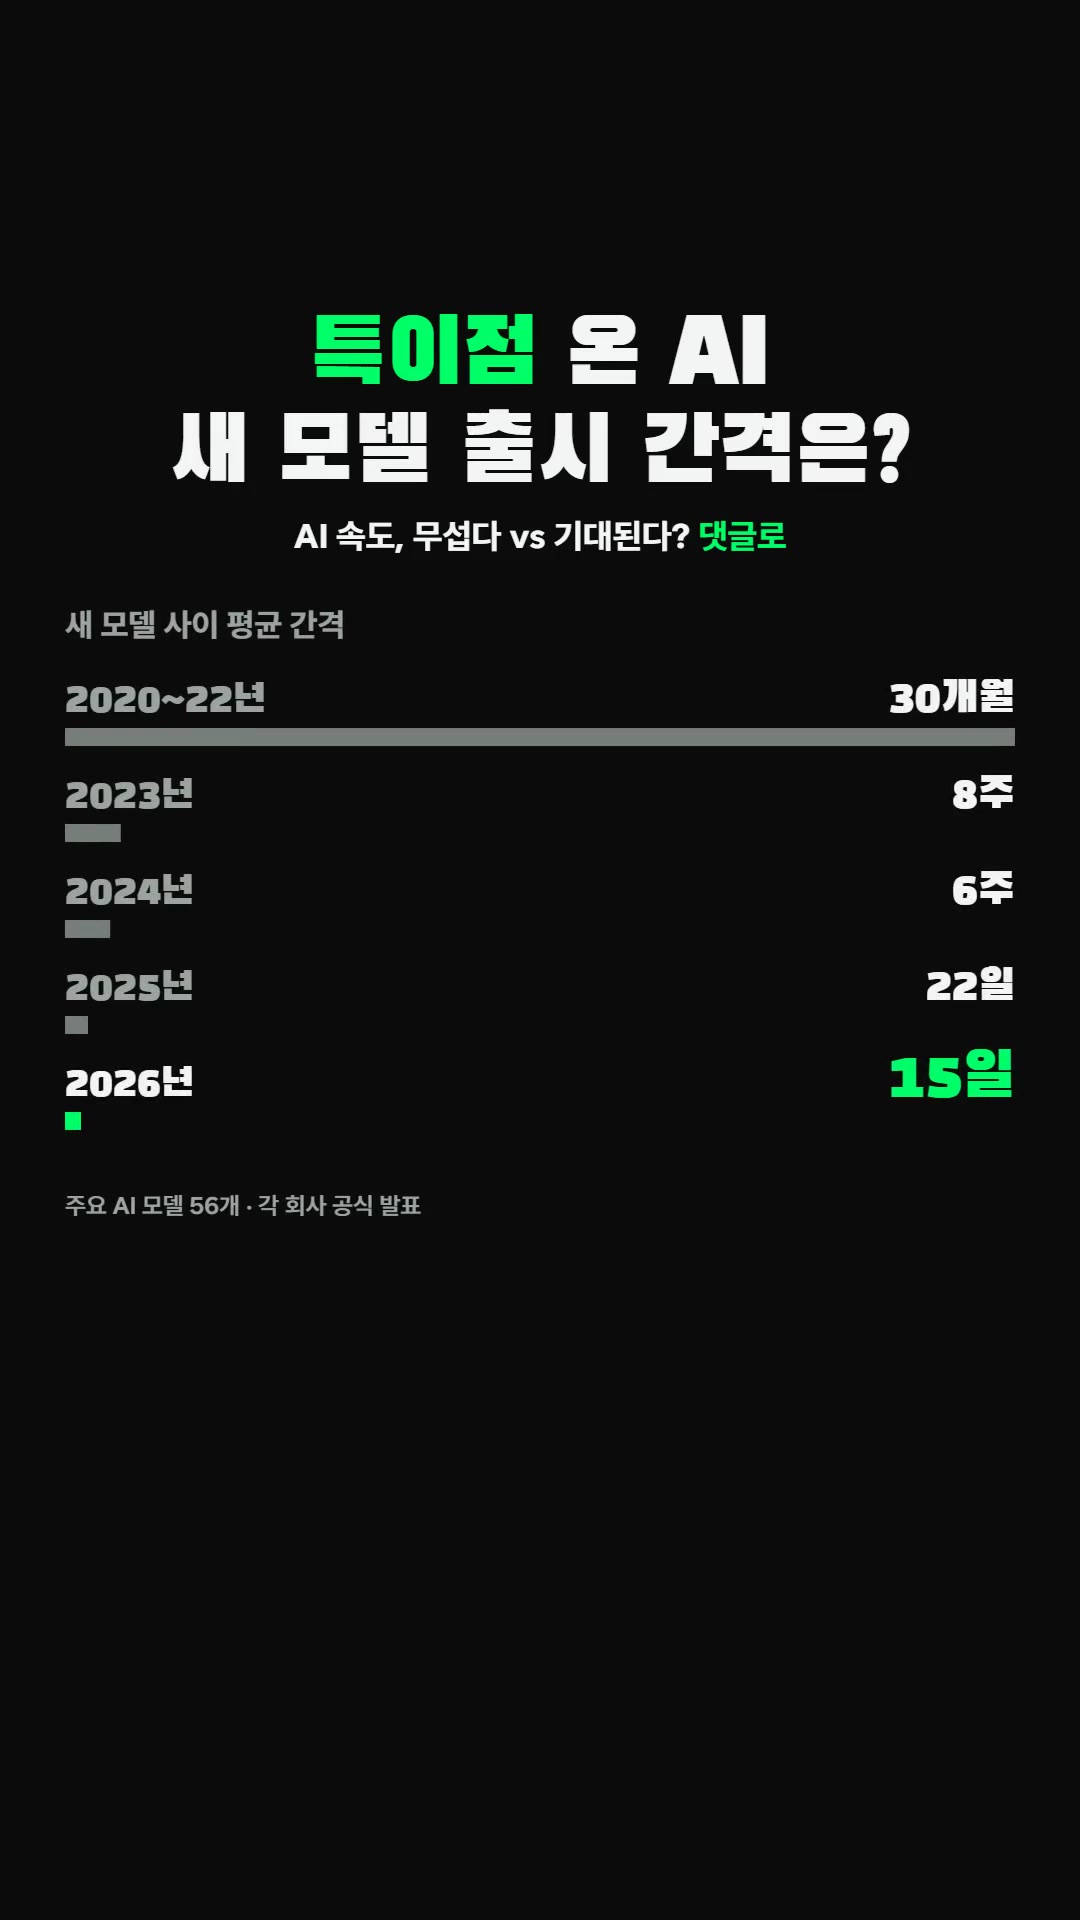 특이점 온 AI
새 모델 출시 간격은?
AI 속도, 무섭다 vs 기대된다? 댓글로
새 모델 사이 평균 간격
2020~22년 30개월
2023년 8주
2024년 6주
2025년 22일
2026년 15일
주요 AI 모델 56개 · 각 회사 공식 발표